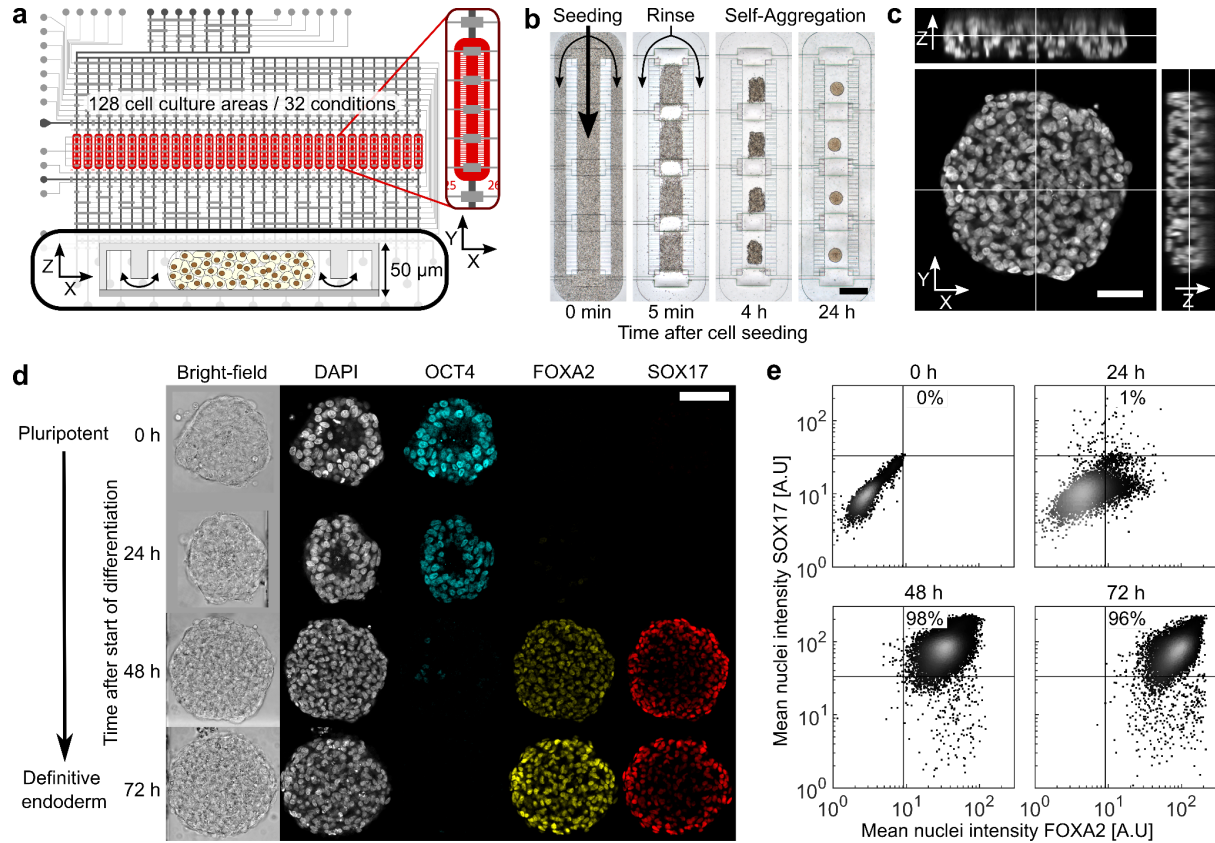 a
128 cell culture areas / 32 conditions
25
26
Y
X
Z
X
50 µm
b
Seeding
Rinse
Self-Aggregation
0 min
5 min
4 h
24 h
Time after cell seeding
c
Z
Y
X
Z
d
Bright-field
DAPI
OCT4
FOXA2
SOX17
Pluripotent
Definitive
endoderm
Time after start of differentiation
0 h
24 h
48 h
72 h
e
0 h
24 h
0%
1%
48 h
72 h
98%
96%
Mean nuclei intensity SOX17 [A.U]
10²
10¹
10⁰
10²
10¹
10⁰
10⁰
10¹
10²
10⁰
10¹
10²
Mean nuclei intensity FOXA2 [A.U]